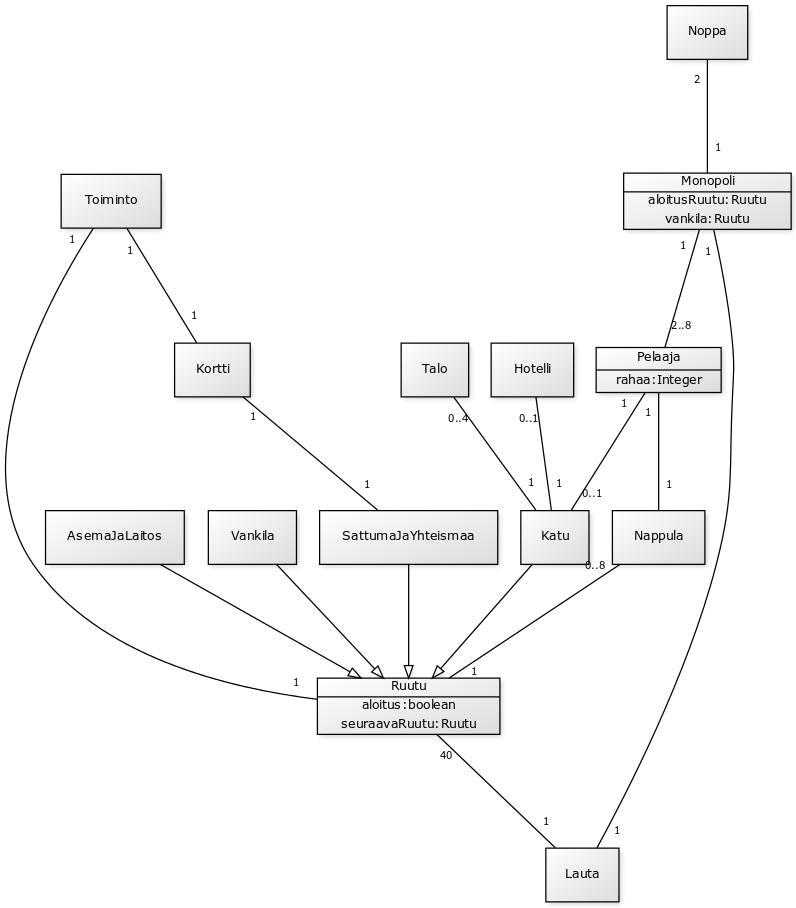 Noppa
2
1
Toiminto
Monopoli
aloitusRuutu:Ruutu
vankila:Ruutu
1
1
1
1
1
2..8
Kortti
Talo
Hotelli
Pelaaja
rahaa:Integer
1
0..4
0..1
1
1
1
1
1
0..1
1
AsemaJaLaitos
Vankila
SattumaJaYhteismaa
Katu
Nappula
0..8
1
1
Ruutu
aloitus:boolean
seuraavaRuutu:Ruutu
40
1
1
Lauta